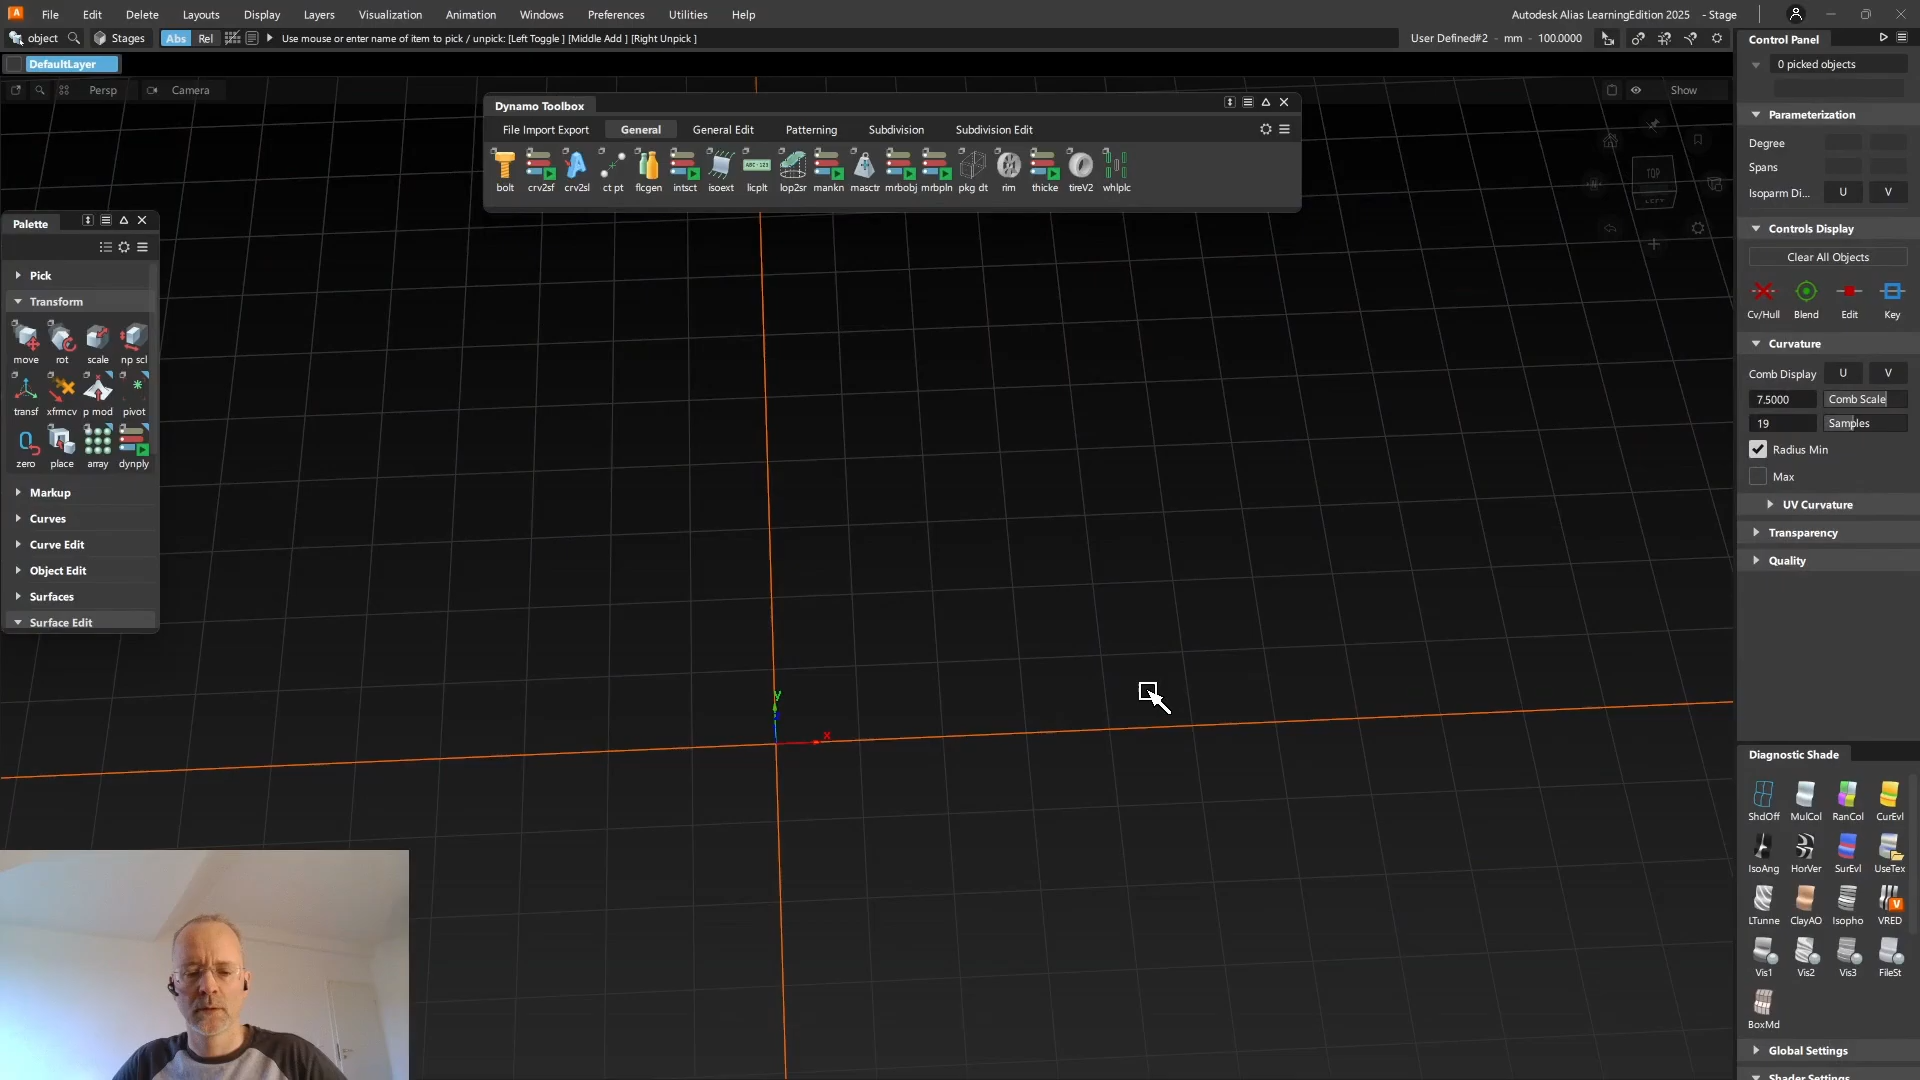 File Edit Delete Layouts Display Layers Visualization Animation Windows Preferences Utilities Help Autodesk Alias LearningEdition 2025 - Stage
object Stages Abs Rel Use mouse or enter name of item to pick / unpick: [Left Toggle ] [Middle Add ] [Right Unpick ] User Defined#2 - mm - 100.0000
DefaultLayer
Persp Camera Show
Dynamo Toolbox
File Import Export General General Edit Patterning Subdivision Subdivision Edit
ABC-123
bolt crv2sf crv2sl ct pt flcgen intsct isoext licplt lop2sr mankn masctr mrbobj mrbpln pkg dt rim thicke tireV2 whlplc
TOP
LEFT
Palette
Pick
Transform
move rot scale np scl
transf xfrmcv p mod pivot
zero place array dynply
Markup
Curves
Curve Edit
Object Edit
Surfaces
Surface Edit
y
x
Control Panel
0 picked objects
Parameterization
Degree
Spans
Isoparm Di... U V
Controls Display
Clear All Objects
Cv/Hull Blend Edit Key
Curvature
Comb Display U V
7.5000 Comb Scale
19 Samples
Radius Min
Max
UV Curvature
Transparency
Quality
Diagnostic Shade
ShdOff MulCol RanCol CurEvl
IsoAng HorVer SurEvl UseTex
LTunne ClayAO Isopho VRED
Vis1 Vis2 Vis3 FileSt
BoxMd
Global Settings
Shader Settings